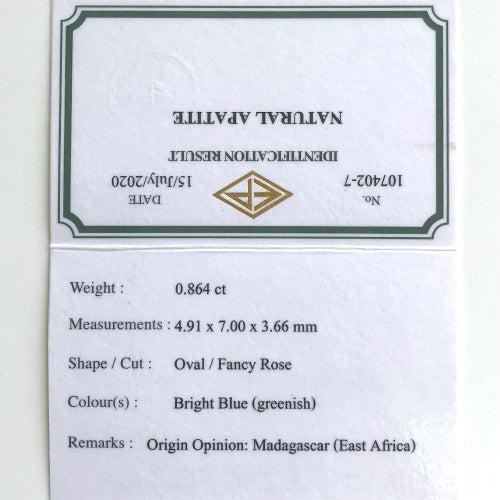 No. 107402-7
DATE 15/July/2020
IDENTIFICATION RESULT
NATURAL APATITE
Weight : 0.864 ct
Measurements : 4.91 x 7.00 x 3.66 mm
Shape / Cut : Oval / Fancy Rose
Colour(s) : Bright Blue (greenish)
Remarks : Origin Opinion: Madagascar (East Africa)